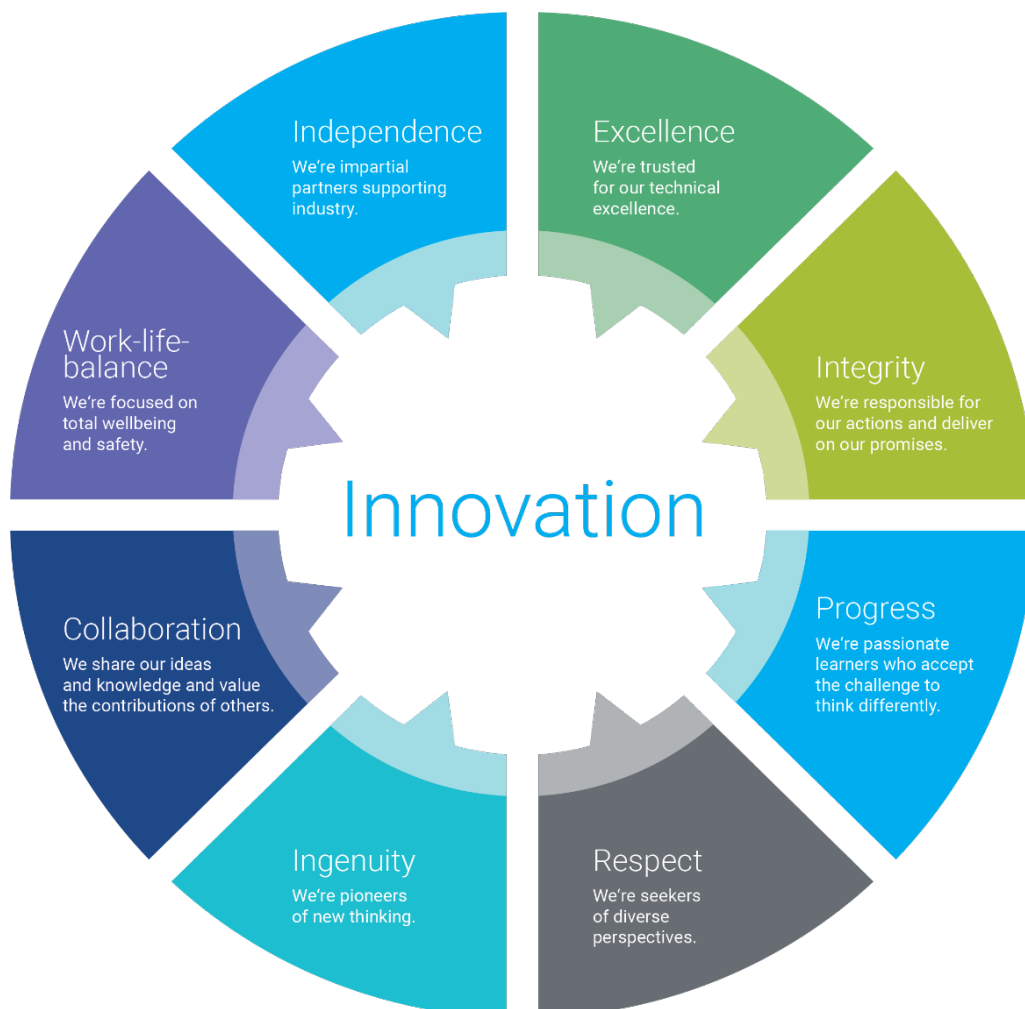 Independence
We're impartial
partners supporting
industry.
Excellence
We're trusted
for our technical
excellence.
Integrity
We're responsible for
our actions and deliver
on our promises.
Progress
We're passionate
learners who accept
the challenge to
think differently.
Respect
We're seekers
of diverse
perspectives.
Ingenuity
We're pioneers
of new thinking.
Collaboration
We share our ideas
and knowledge and value
the contributions of others.
Work-life-
balance
We're focused on
total wellbeing
and safety.
Innovation